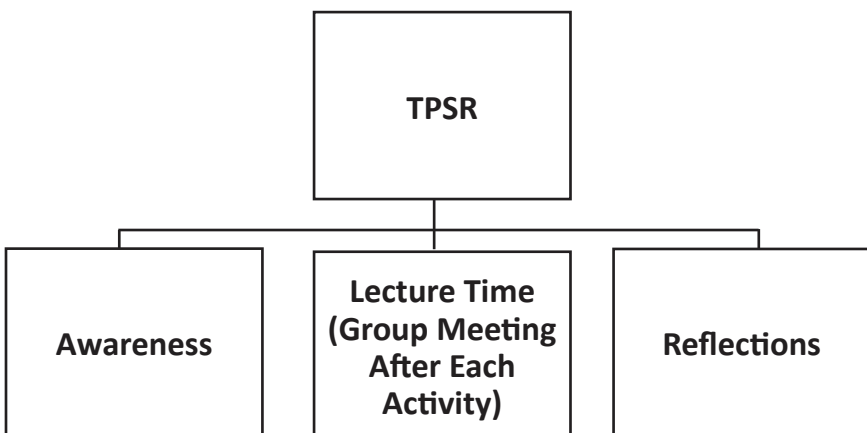 TPSR
Awareness
Lecture Time
(Group Meeting
After Each
Activity)
Reflections